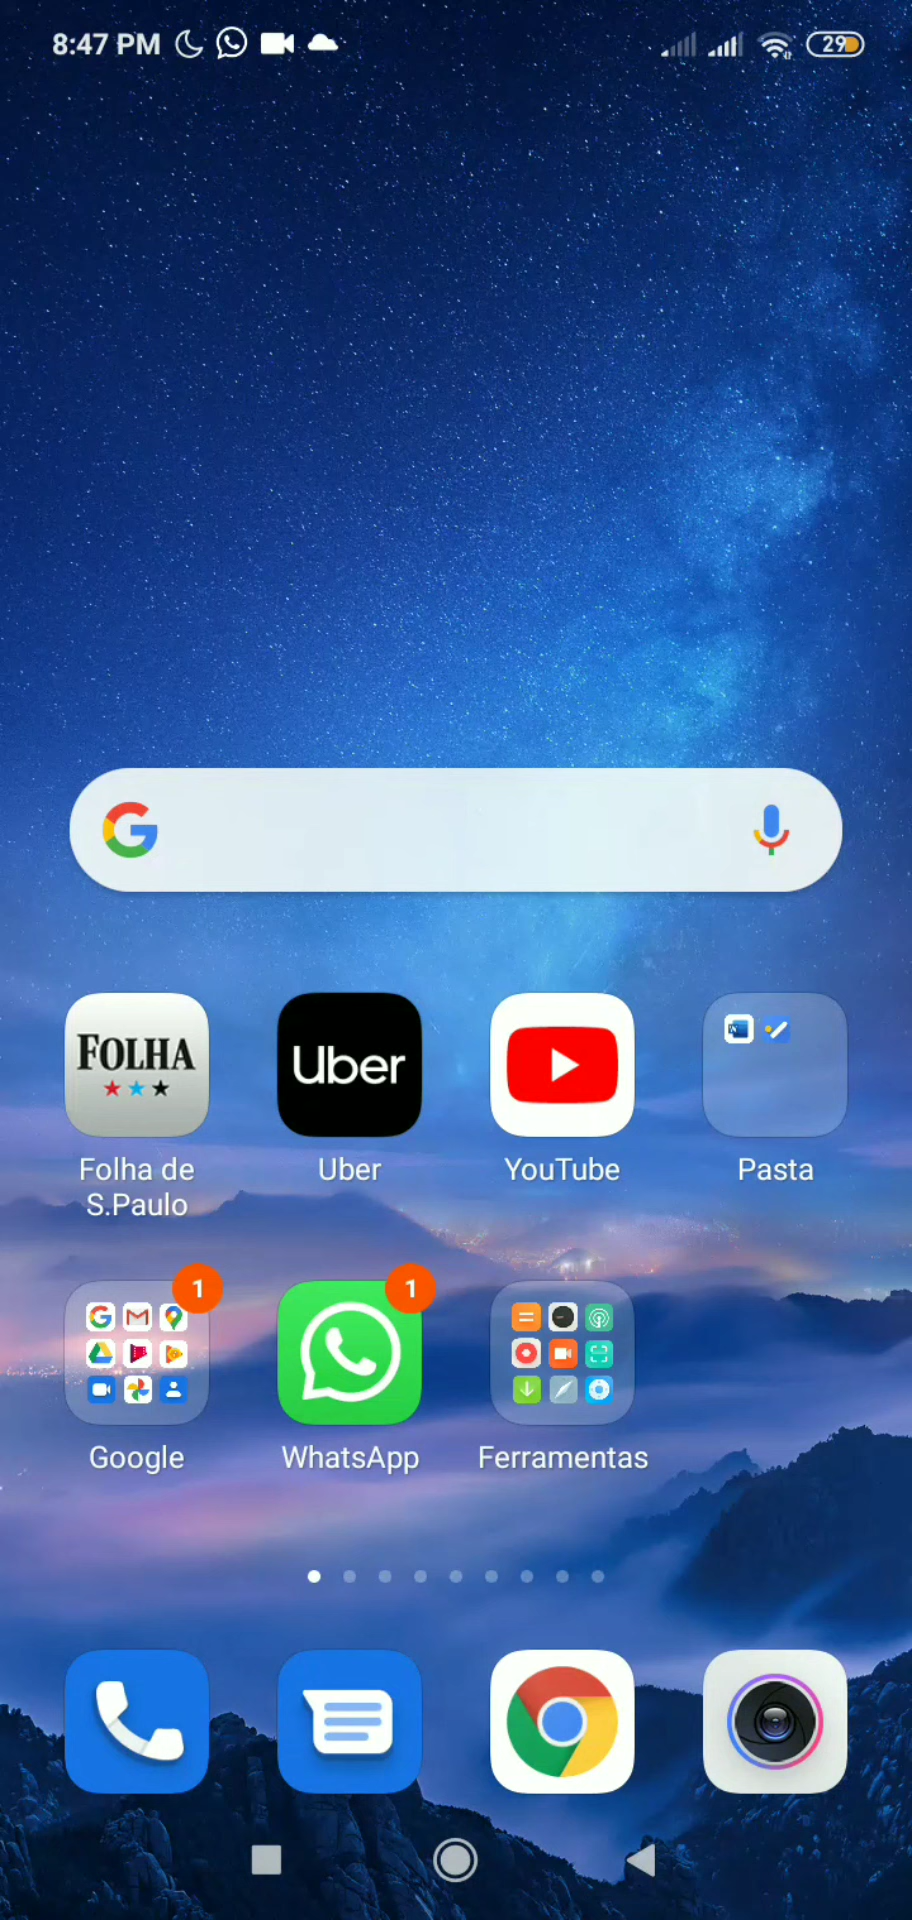 8:47 PM
29
FOLHA
Uber
Folha de
S.Paulo
Uber
YouTube
Pasta
1
1
Google
WhatsApp
Ferramentas